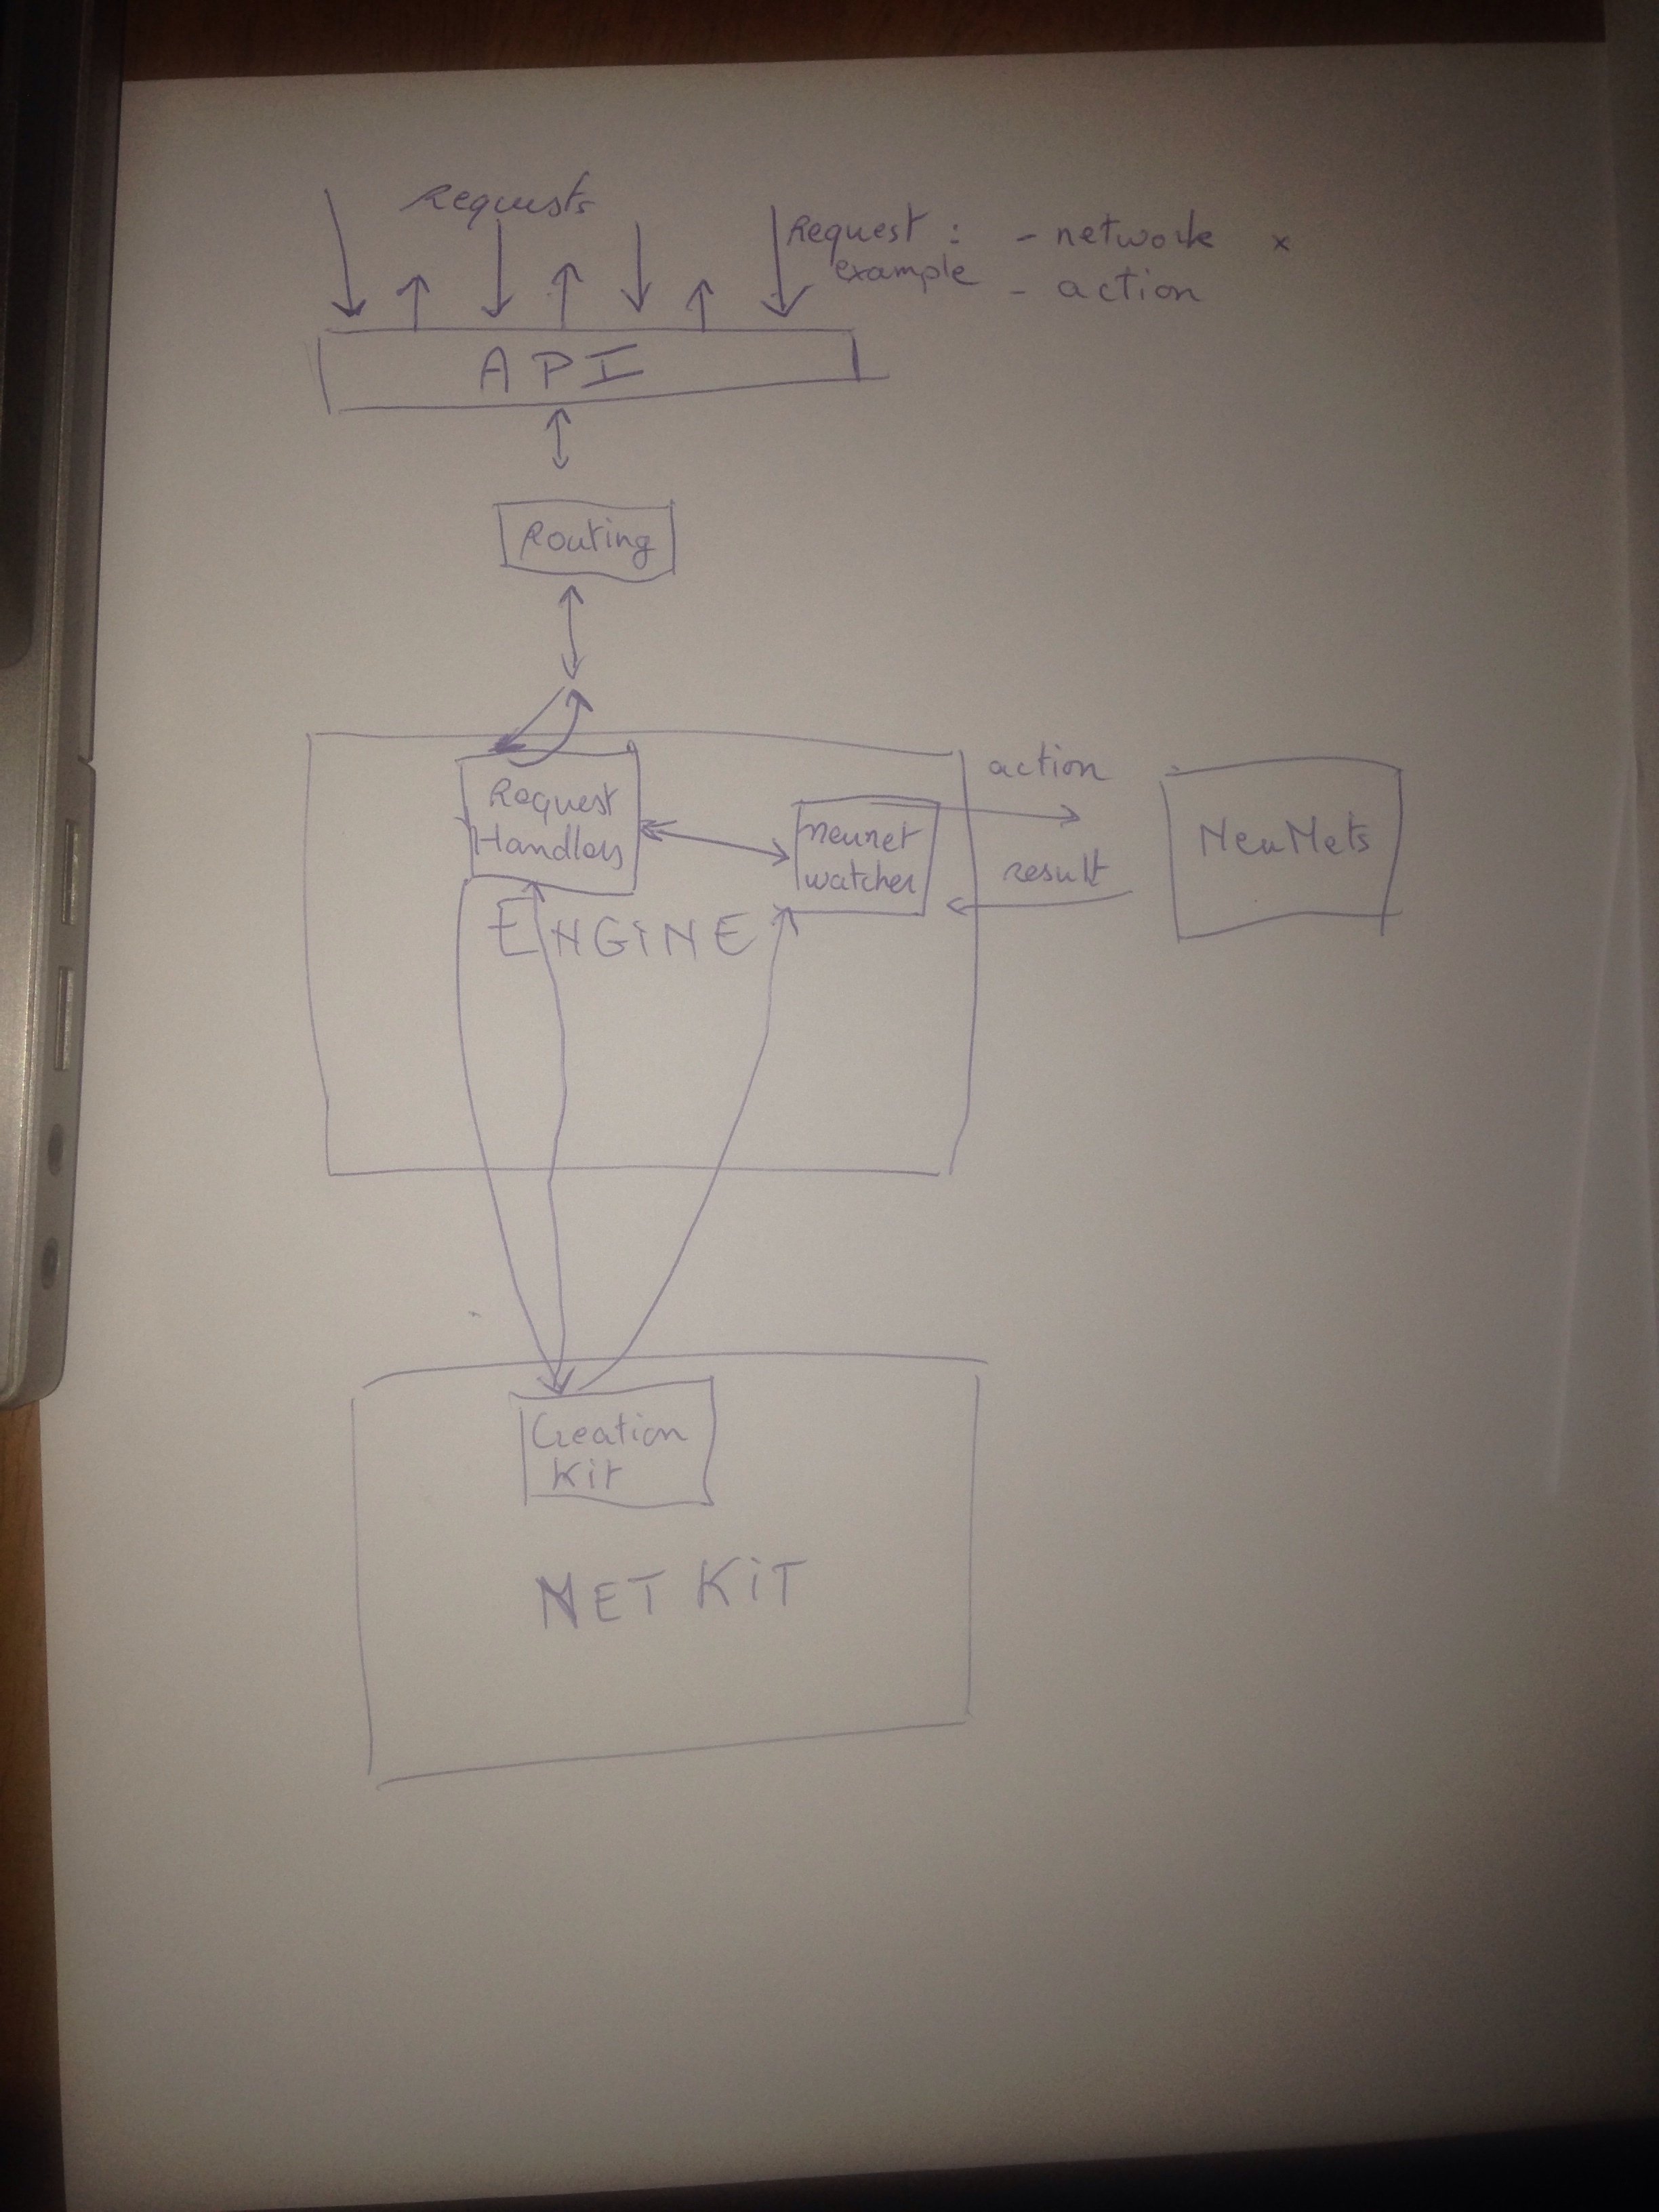 Requests
Request : - network x
example - action
API
Routing
Request
Handlers
neunet
watcher
action
result
NeuNets
ENGINE
Creation
Kit
NET KiT